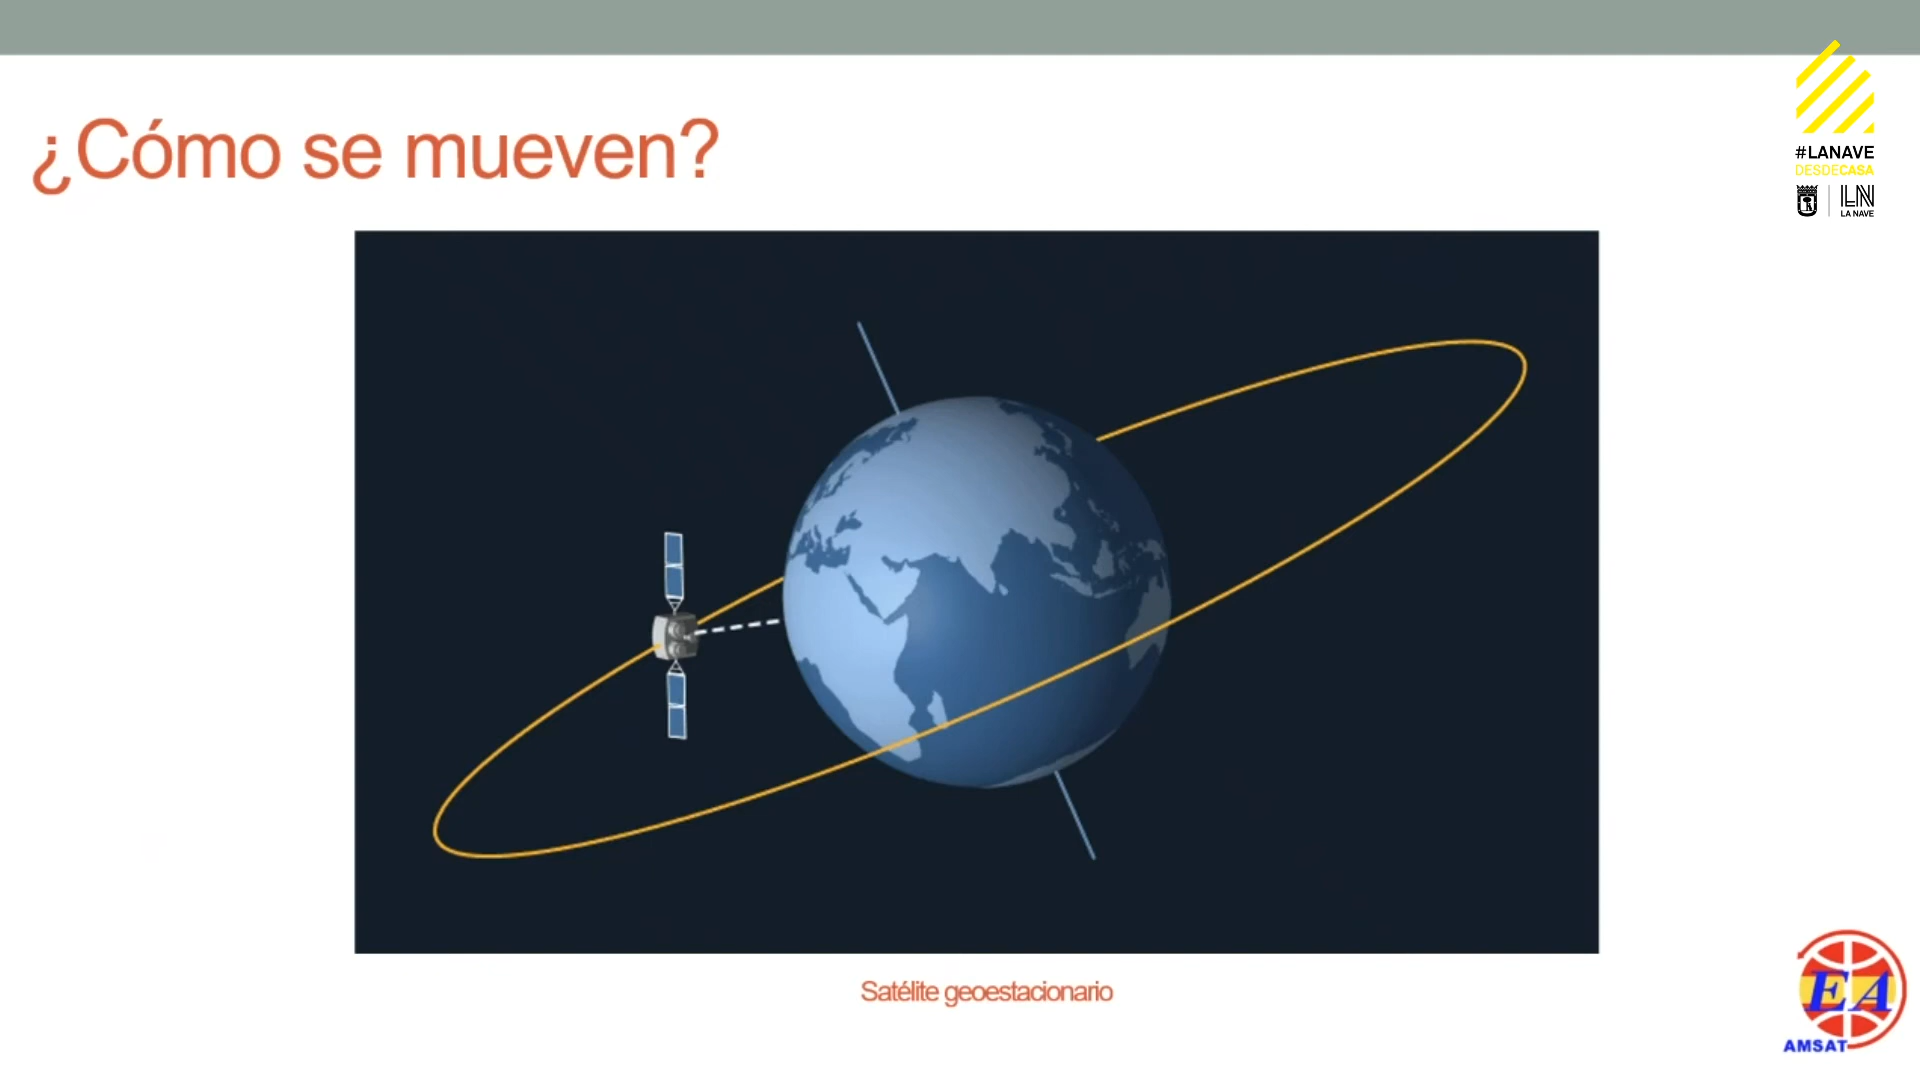 ¿Cómo se mueven?
#LANAVE
DESDECASA
LN
LA NAVE
Satélite geoestacionario
EA
AMSAT